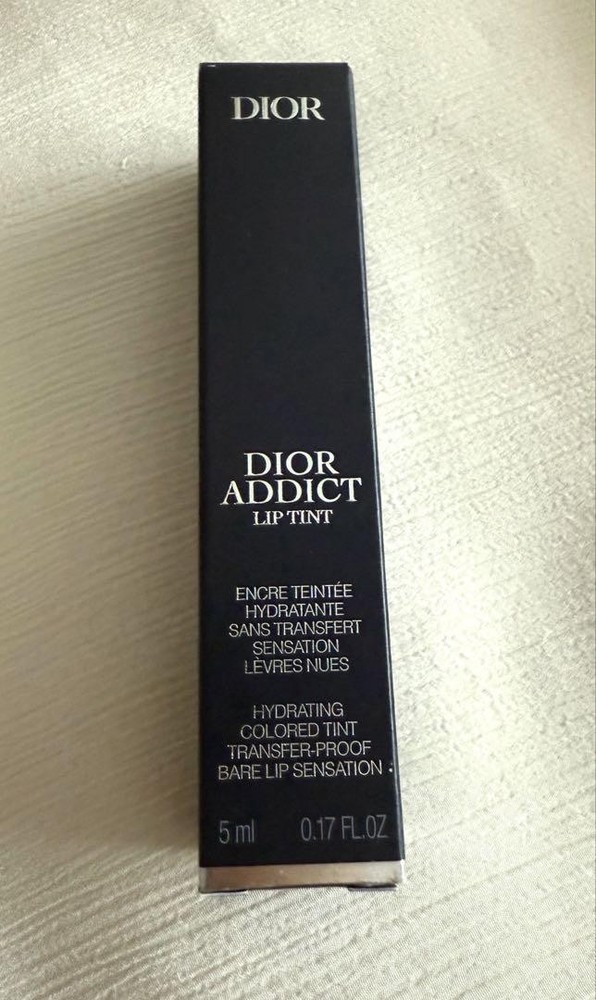 DIOR
DIOR
ADDICT
LIP TINT
ENCRE TEINTÉE
HYDRATANTE
SANS TRANSFERT
SENSATION
LÈVRES NUES
HYDRATING
COLORED TINT
TRANSFER-PROOF
BARE LIP SENSATION
5 ml 0.17 FL.OZ